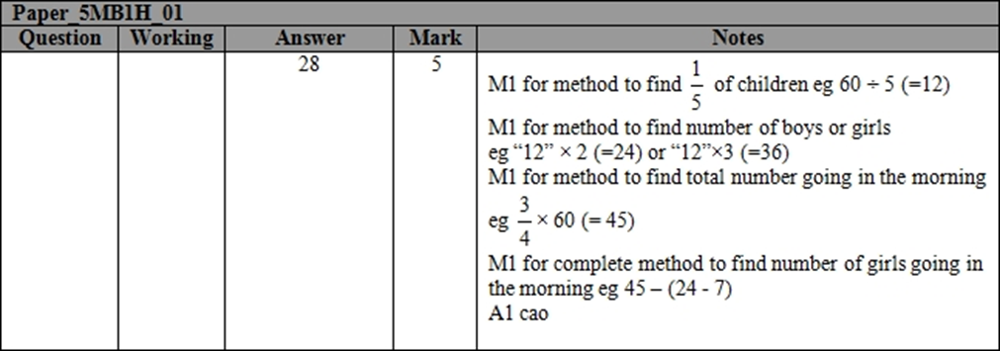 Paper_5MB1H_01
Question Working Answer Mark Notes
28 5
M1 for method to find 1/5 of children eg 60 ÷ 5 (=12)
M1 for method to find number of boys or girls
eg “12” × 2 (=24) or “12”×3 (=36)
M1 for method to find total number going in the morning
eg 3/4 × 60 (= 45)
M1 for complete method to find number of girls going in
the morning eg 45 – (24 - 7)
A1 cao